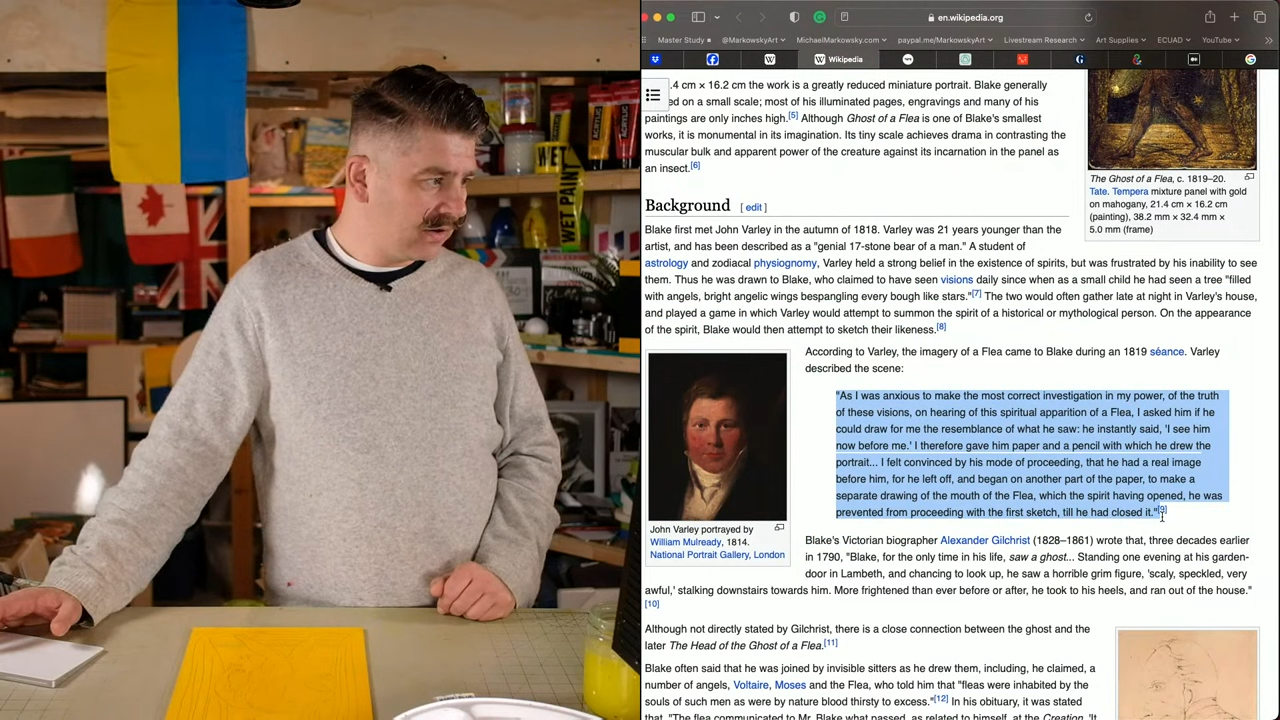 WET PAINT
WET PAINT
ACRYLIC
ACRYLIC
en.wikipedia.org
Master Study
@MarkowskyArt
MichaelMarkowsky.com
paypal.me/MarkowskyArt
Livestream Research
Art Supplies
ECUAD
YouTube
Wikipedia
.4 cm × 16.2 cm the work is a greatly reduced miniature portrait. Blake generally
ed on a small scale; most of his illuminated pages, engravings and many of his
paintings are only inches high.[5] Although Ghost of a Flea is one of Blake's smallest
works, it is monumental in its imagination. Its tiny scale achieves drama in contrasting the
muscular bulk and apparent power of the creature against its incarnation in the panel as
an insect.[6]
The Ghost of a Flea, c. 1819–20.
Tate. Tempera mixture panel with gold
on mahogany, 21.4 cm × 16.2 cm
(painting), 38.2 mm × 32.4 mm ×
5.0 mm (frame)
Background [ edit ]
Blake first met John Varley in the autumn of 1818. Varley was 21 years younger than the
artist, and has been described as a "genial 17-stone bear of a man." A student of
astrology and zodiacal physiognomy, Varley held a strong belief in the existence of spirits, but was frustrated by his inability to see
them. Thus he was drawn to Blake, who claimed to have seen visions daily since when as a small child he had seen a tree "filled
with angels, bright angelic wings bespangling every bough like stars."[7] The two would often gather late at night in Varley's house,
and played a game in which Varley would attempt to summon the spirit of a historical or mythological person. On the appearance
of the spirit, Blake would then attempt to sketch their likeness.[8]
According to Varley, the imagery of a Flea came to Blake during an 1819 séance. Varley
described the scene:
"As I was anxious to make the most correct investigation in my power, of the truth
of these visions, on hearing of this spiritual apparition of a Flea, I asked him if he
could draw for me the resemblance of what he saw: he instantly said, 'I see him
now before me.' I therefore gave him paper and a pencil with which he drew the
portrait... I felt convinced by his mode of proceeding, that he had a real image
before him, for he left off, and began on another part of the paper, to make a
separate drawing of the mouth of the Flea, which the spirit having opened, he was
prevented from proceeding with the first sketch, till he had closed it."[9]
John Varley portrayed by
William Mulready, 1814.
National Portrait Gallery, London
Blake's Victorian biographer Alexander Gilchrist (1828–1861) wrote that, three decades earlier
in 1790, "Blake, for the only time in his life, saw a ghost... Standing one evening at his garden-
door in Lambeth, and chancing to look up, he saw a horrible grim figure, 'scaly, speckled, very
awful,' stalking downstairs towards him. More frightened than ever before or after, he took to his heels, and ran out of the house."
[10]
Although not directly stated by Gilchrist, there is a close connection between the ghost and the
later The Head of the Ghost of a Flea.[11]
Blake often said that he was joined by invisible sitters as he drew them, including, he claimed, a
number of angels, Voltaire, Moses and the Flea, who told him that "fleas were inhabited by the
souls of such men as were by nature blood thirsty to excess."[12] In his obituary, it was stated
that, "The flea communicated to Mr. Blake what passed, as related to himself, at the Creation. 'It